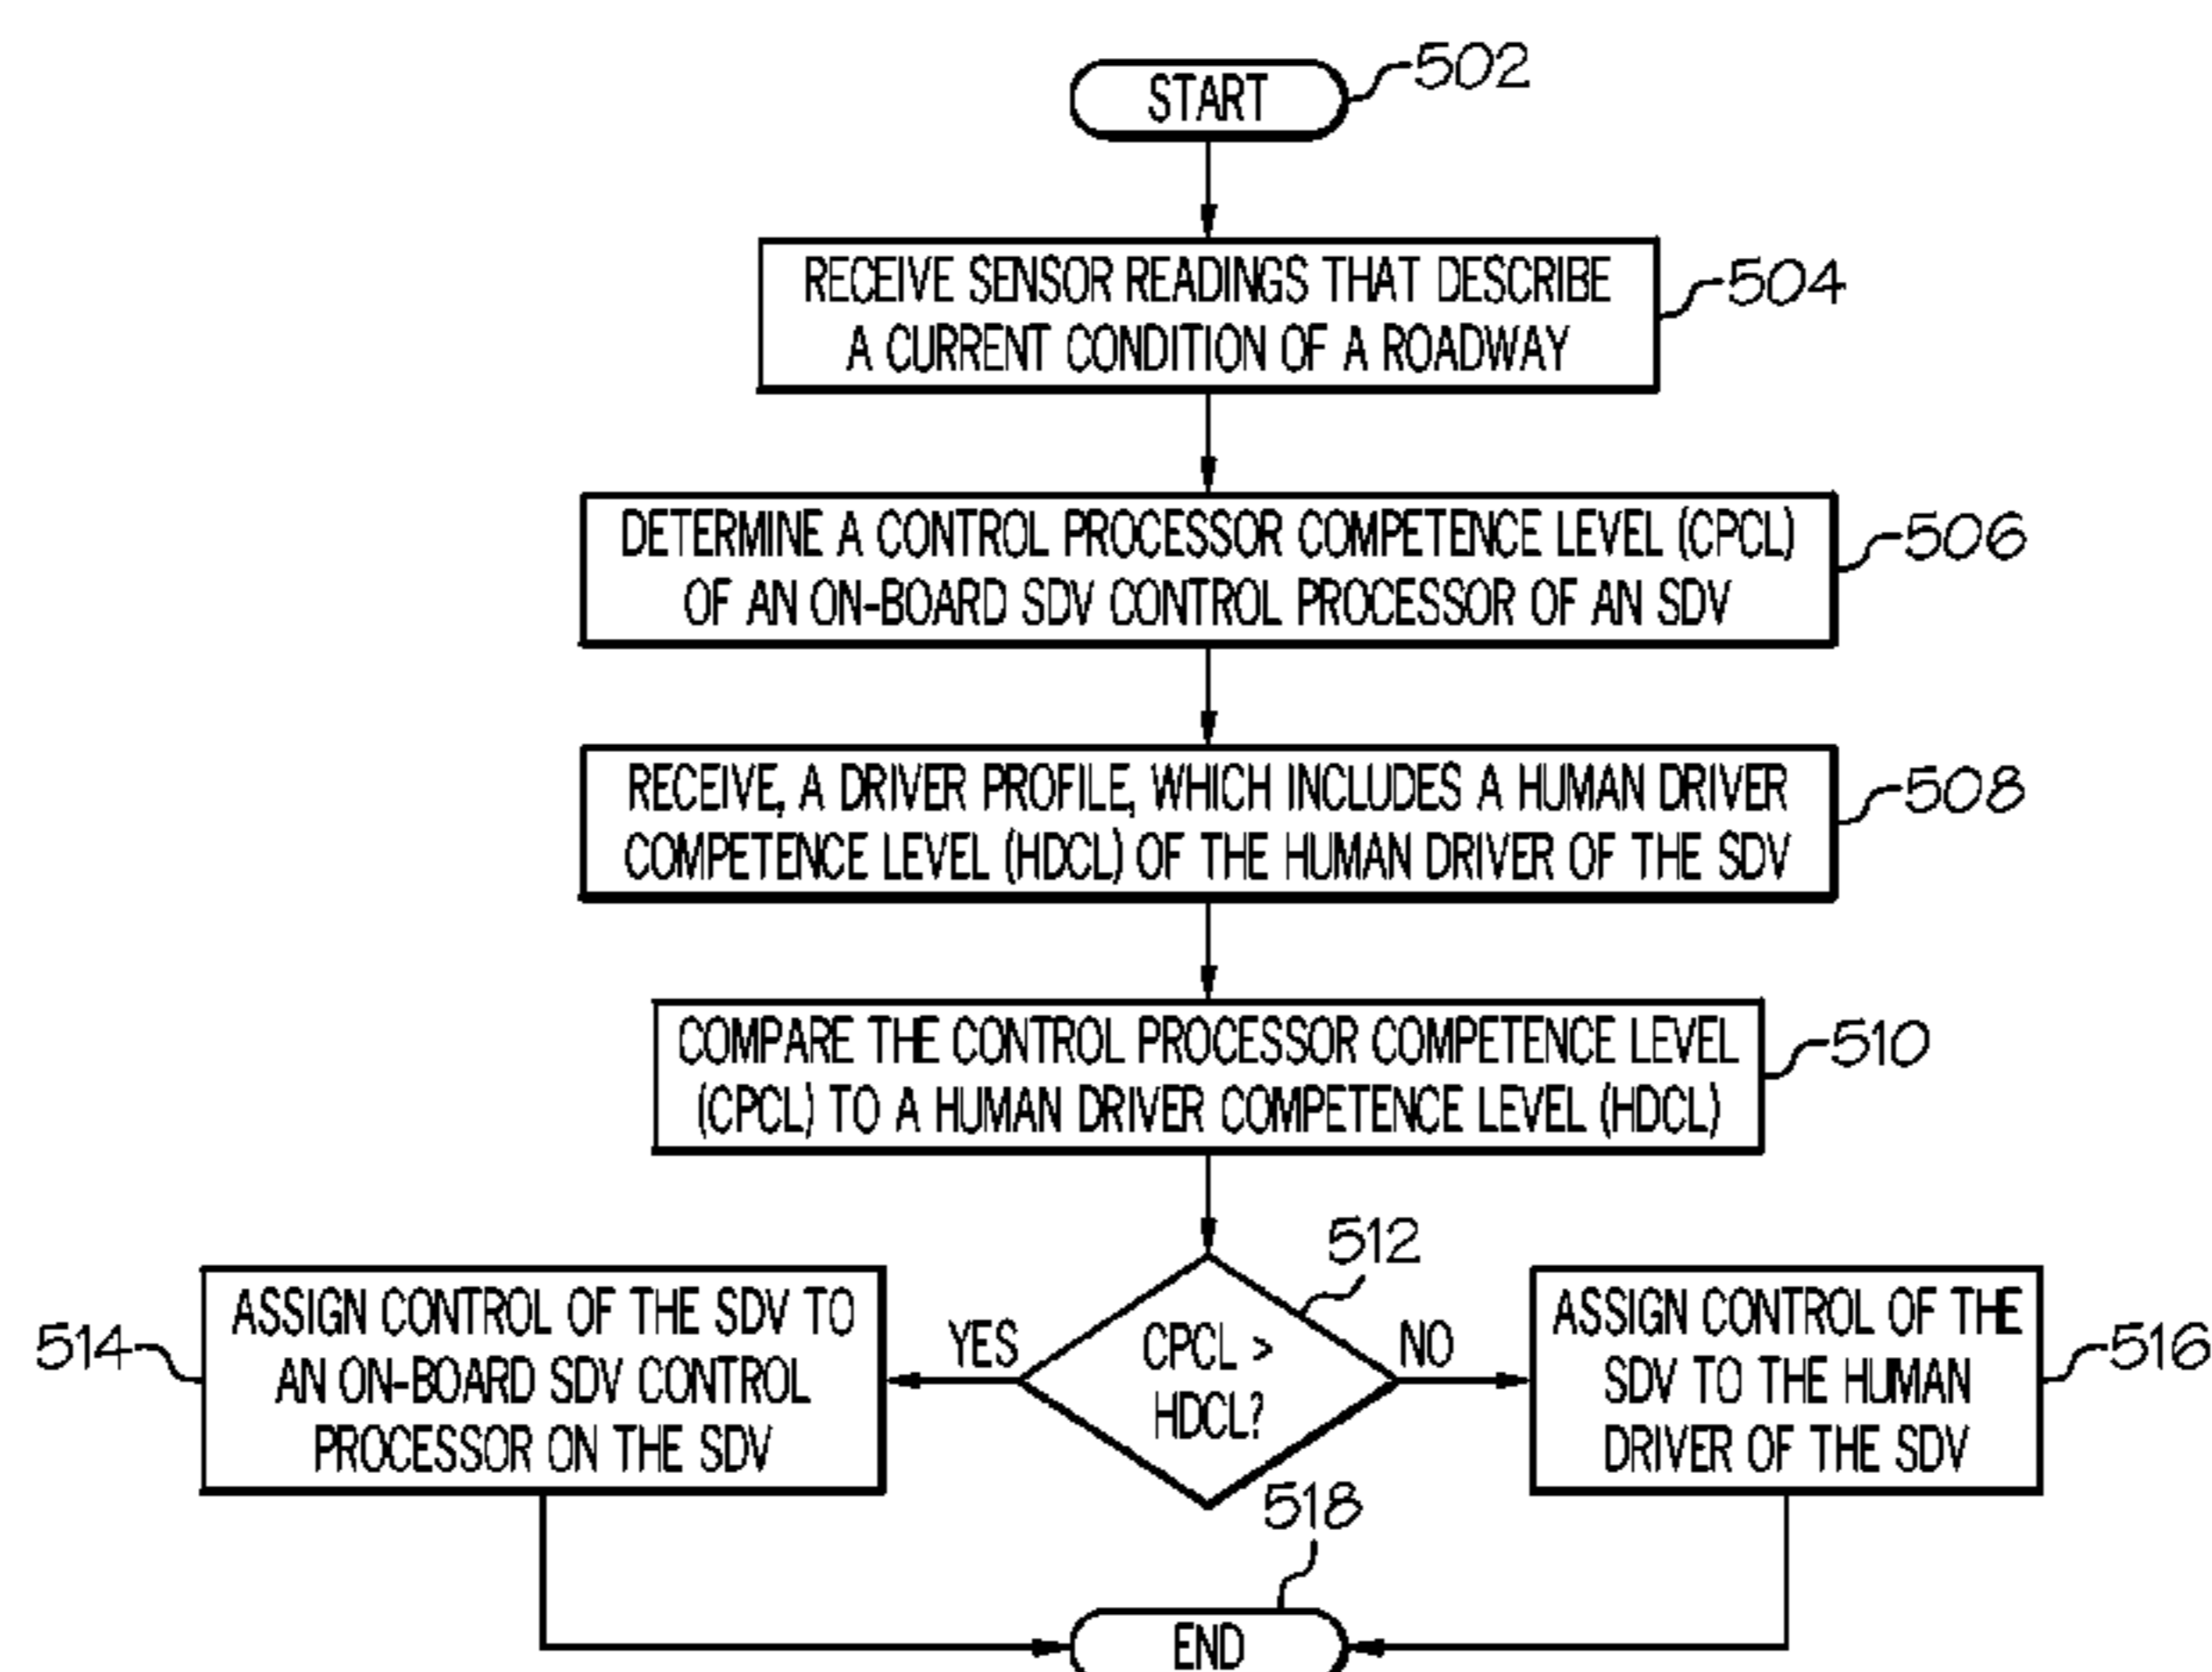 START
502
RECEIVE SENSOR READINGS THAT DESCRIBE
A CURRENT CONDITION OF A ROADWAY
504
DETERMINE A CONTROL PROCESSOR COMPETENCE LEVEL (CPCL)
OF AN ON-BOARD SDV CONTROL PROCESSOR OF AN SDV
506
RECEIVE, A DRIVER PROFILE, WHICH INCLUDES A HUMAN DRIVER
COMPETENCE LEVEL (HDCL) OF THE HUMAN DRIVER OF THE SDV
508
COMPARE THE CONTROL PROCESSOR COMPETENCE LEVEL
(CPCL) TO A HUMAN DRIVER COMPETENCE LEVEL (HDCL)
510
512
CPCL >
HDCL?
YES
NO
514
ASSIGN CONTROL OF THE SDV TO
AN ON-BOARD SDV CONTROL
PROCESSOR ON THE SDV
ASSIGN CONTROL OF THE
SDV TO THE HUMAN
DRIVER OF THE SDV
516
518
END